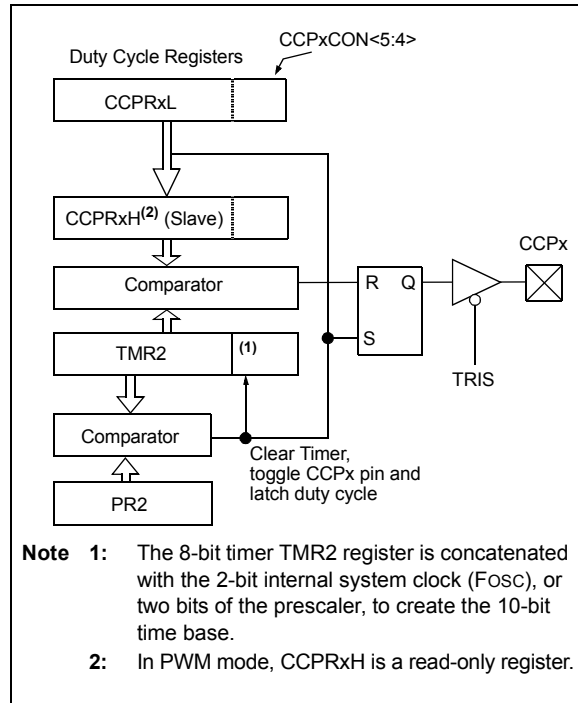 CCPxCON<5:4>
Duty Cycle Registers
CCPRxL
CCPRxH(2) (Slave)
CCPx
Comparator
R Q
TMR2 (1)
S
TRIS
Comparator
Clear Timer,
toggle CCPx pin and
latch duty cycle
PR2
Note 1: The 8-bit timer TMR2 register is concatenated
with the 2-bit internal system clock (FOSC), or
two bits of the prescaler, to create the 10-bit
time base.
2: In PWM mode, CCPRxH is a read-only register.